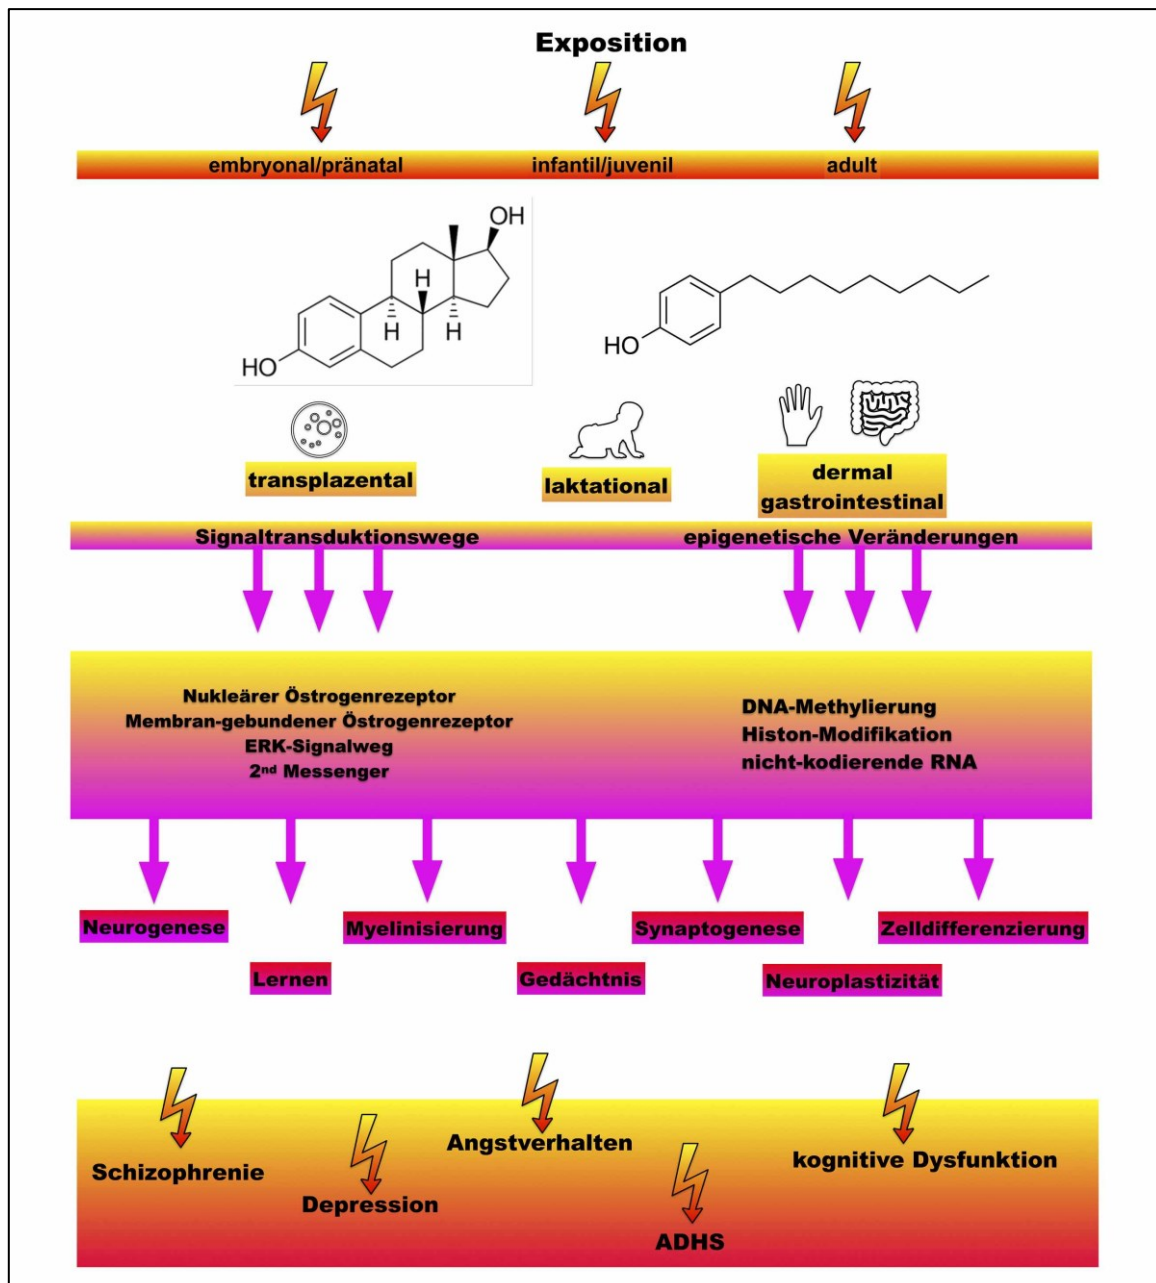 Exposition
embryonal/pränatal infantil/juvenil adult
OH
H
H H
HO
HO
transplazental
laktational
dermal
gastrointestinal
Signaltransduktionswege epigenetische Veränderungen
Nukleärer Östrogenrezeptor
Membran-gebundener Östrogenrezeptor
ERK-Signalweg
2nd Messenger
DNA-Methylierung
Histon-Modifikation
nicht-kodierende RNA
Neurogenese Myelinisierung Synaptogenese Zelldifferenzierung
Lernen Gedächtnis Neuroplastizität
Angstverhalten
Schizophrenie kognitive Dysfunktion
Depression
ADHS